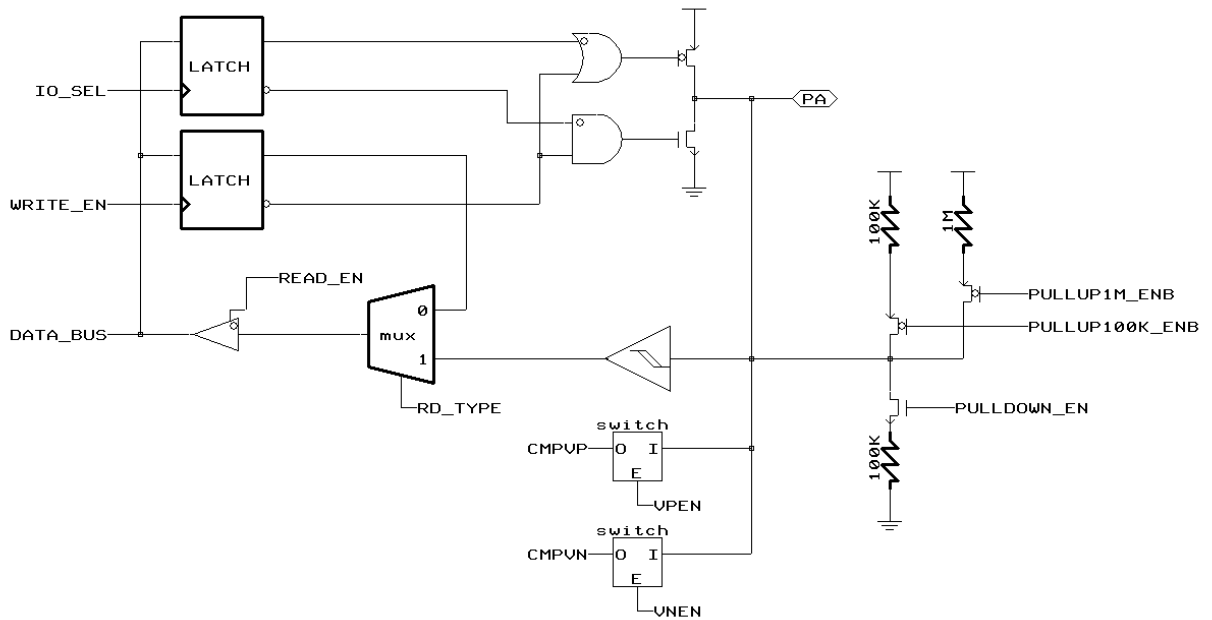 LATCH
IO_SEL
PA
LATCH
WRITE_EN
100K
1M
READ_EN
PULLUP1M_ENB
0
DATA_BUS
mux
PULLUP100K_ENB
1
RD_TYPE
PULLDOWN_EN
switch
CMPVP O I
E
100K
VPEN
switch
CMPVN O I
E
VNEN